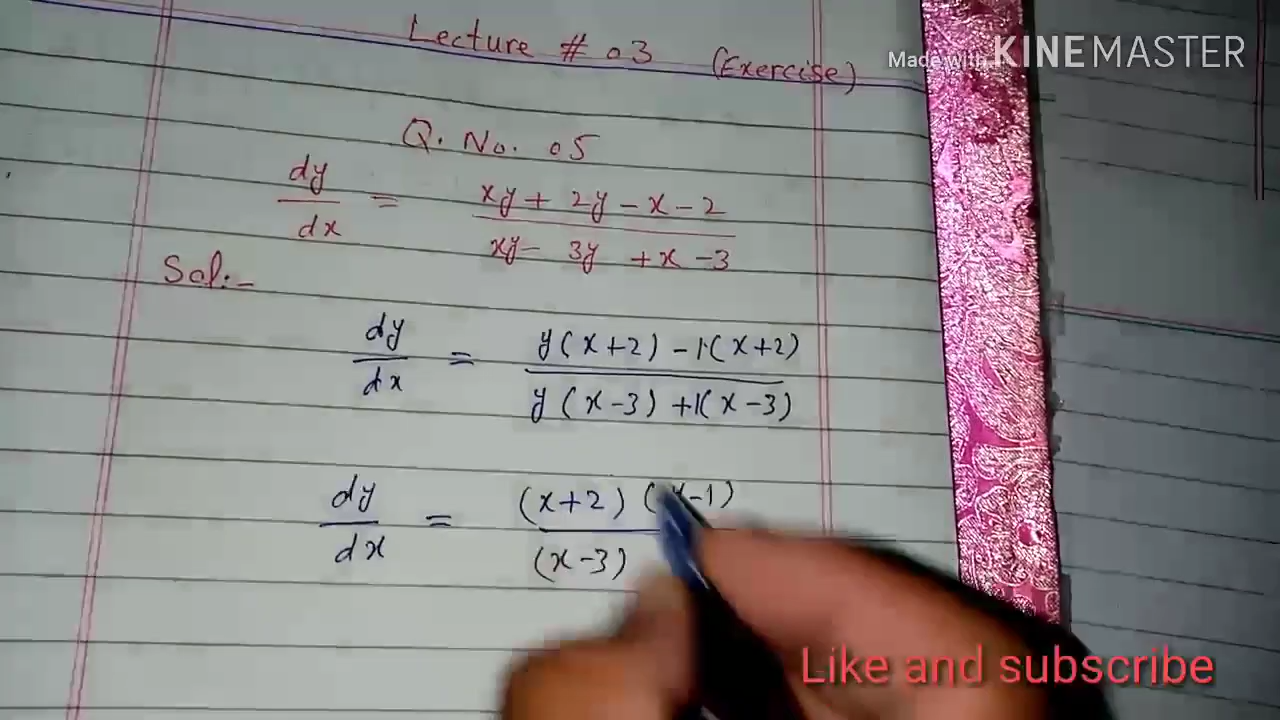 Lecture # 03 (Exercise)
Made with KINEMASTER
Q. No. 05
dy/dx = xy + 2y - x - 2 / xy - 3y + x - 3
Sol:-
dy/dx = y(x+2) - 1(x+2) / y(x-3) + 1(x-3)
dy/dx = (x+2) ( -1) / (x-3)
Like and subscribe